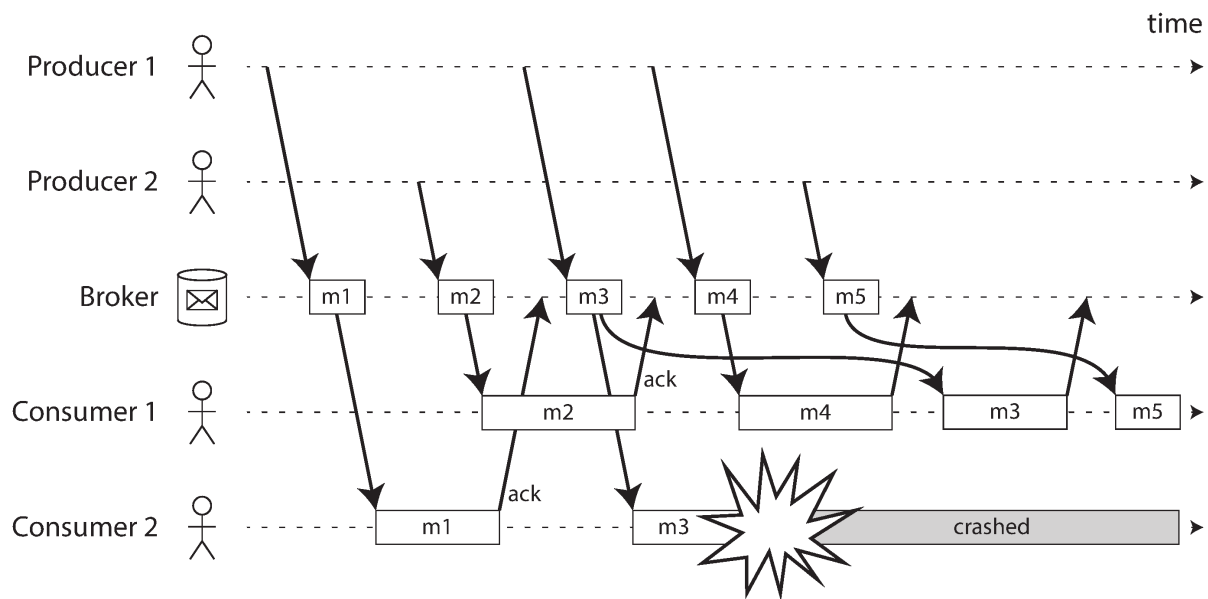 time
Producer 1
Producer 2
Broker
m1
m2
m3
m4
m5
Consumer 1
m2
ack
m4
m3
m5
Consumer 2
m1
ack
m3
crashed